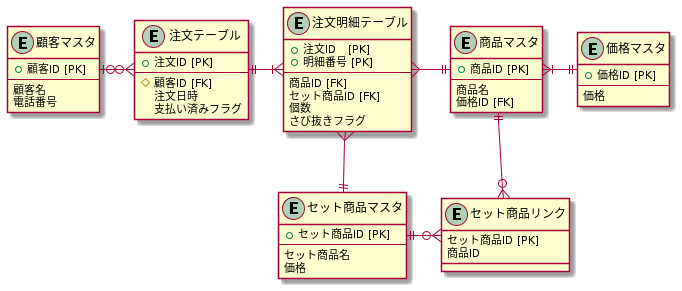 E 顧客マスタ
顧客ID [PK]
顧客名
電話番号
E 注文テーブル
注文ID [PK]
顧客ID [FK]
注文日時
支払い済みフラグ
E 注文明細テーブル
注文ID [PK]
明細番号 [PK]
商品ID [FK]
セット商品ID [FK]
個数
さび抜きフラグ
E 商品マスタ
商品ID [PK]
商品名
価格ID [FK]
E 価格マスタ
価格ID [PK]
価格
E セット商品マスタ
セット商品ID [PK]
セット商品名
価格
E セット商品リンク
セット商品ID [PK]
商品ID